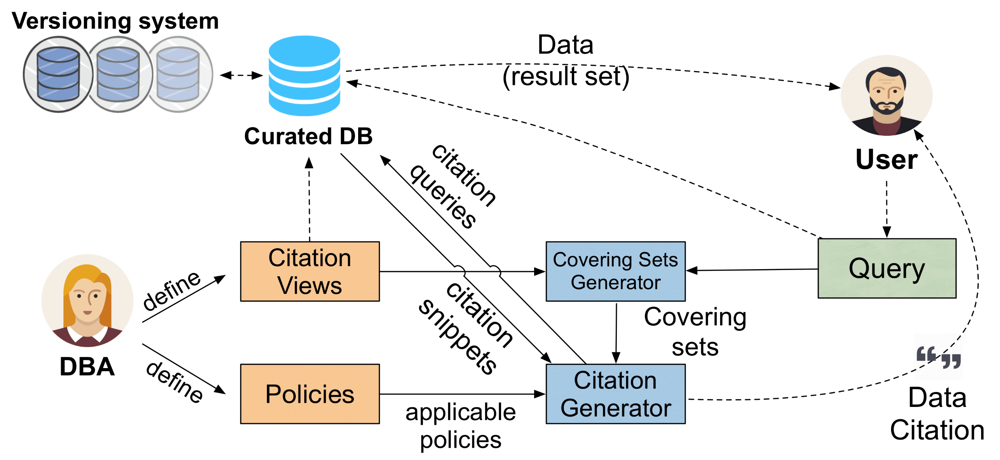 Versioning system
Data
(result set)
Curated DB
User
citation
queries
Citation
Views
Covering Sets
Generator
Query
define
citation
snippets
Covering
sets
DBA
define
Policies
applicable
policies
Citation
Generator
“ ”
Data
Citation